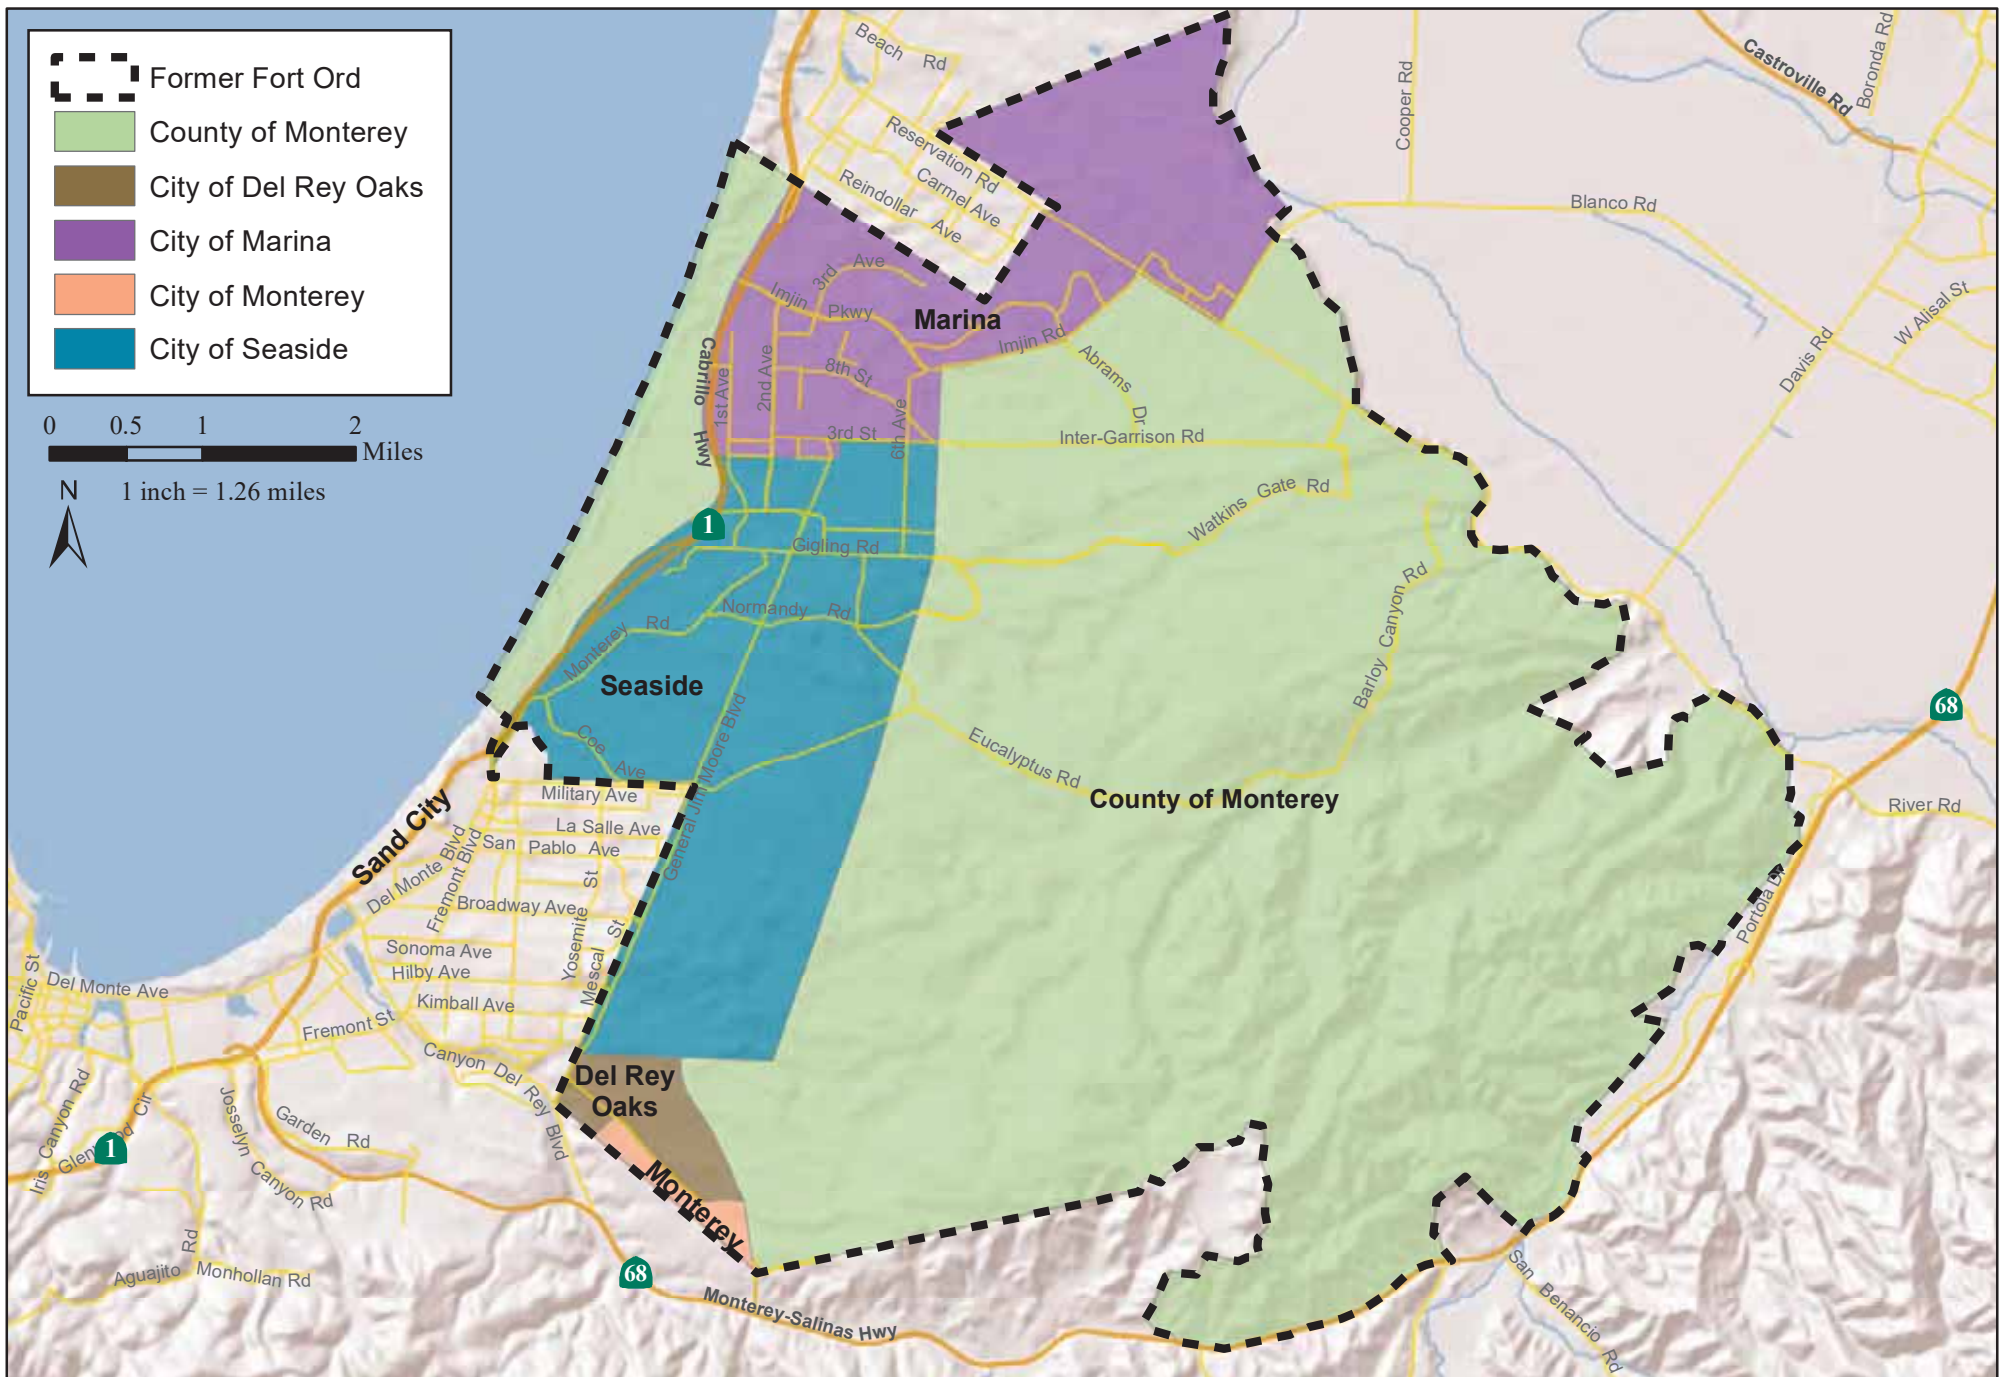 Former Fort Ord
County of Monterey
City of Del Rey Oaks
City of Marina
City of Monterey
City of Seaside
0 0.5 1 2
Miles
N
1 inch = 1.26 miles
Beach Rd
Reservation Rd
Carmel Ave
Reindollar Ave
3rd Ave
Imjin Pkwy
Marina
Imjin Rd
Abrams Dr
8th St
1st Ave
2nd Ave
Cabrillo Hwy
3rd St
6th Ave
Inter-Garrison Rd
Watkins Gate Rd
1
Gigling Rd
Normandy Rd
Monterey Rd
Seaside
Coe Ave
General Jim Moore Blvd
Eucalyptus Rd
Barloy Canyon Rd
County of Monterey
Cooper Rd
Castroville Rd
Boronda Rd
Blanco Rd
Davis Rd
W Alisal St
68
River Rd
Portola Dr
Sand City
Military Ave
La Salle Ave
San Pablo Ave
Del Monte Blvd
Fremont Blvd
Broadway Ave
Yosemite St
Mescal St
Sonoma Ave
Hilby Ave
Kimball Ave
Fremont St
Canyon Del Rey Blvd
Del Monte Ave
Pacific St
Iris Canyon Rd
Cir
1
Josselyn Canyon Rd
Garden Rd
Aguajito Rd
Monhollan Rd
Del Rey
Oaks
Monterey
68
Monterey-Salinas Hwy
San Benancio Rd